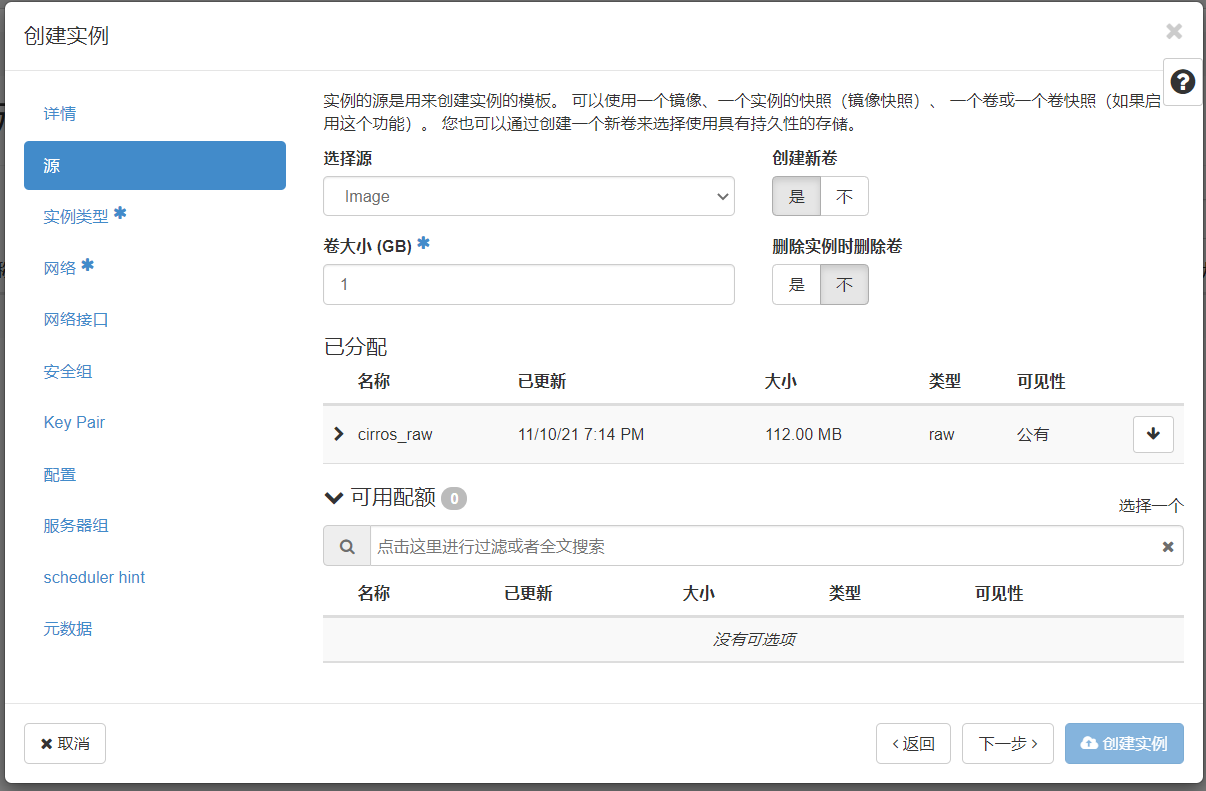 创建实例
×
详情
源
实例类型 *
网络 *
网络接口
安全组
Key Pair
配置
服务器组
scheduler hint
元数据
?
实例的源是用来创建实例的模板。 可以使用一个镜像、一个实例的快照（镜像快照）、 一个卷或一个卷快照（如果启
用这个功能）。 您也可以通过创建一个新卷来选择使用具有持久性的存储。
选择源
Image
创建新卷
是 不
卷大小 (GB) *
1
删除实例时删除卷
是 不
已分配
名称 已更新 大小 类型 可见性
cirros_raw 11/10/21 7:14 PM 112.00 MB raw 公有
可用配额 0
选择一个
点击这里进行过滤或者全文搜索
名称 已更新 大小 类型 可见性
没有可选项
取消
‹ 返回
下一步 ›
创建实例